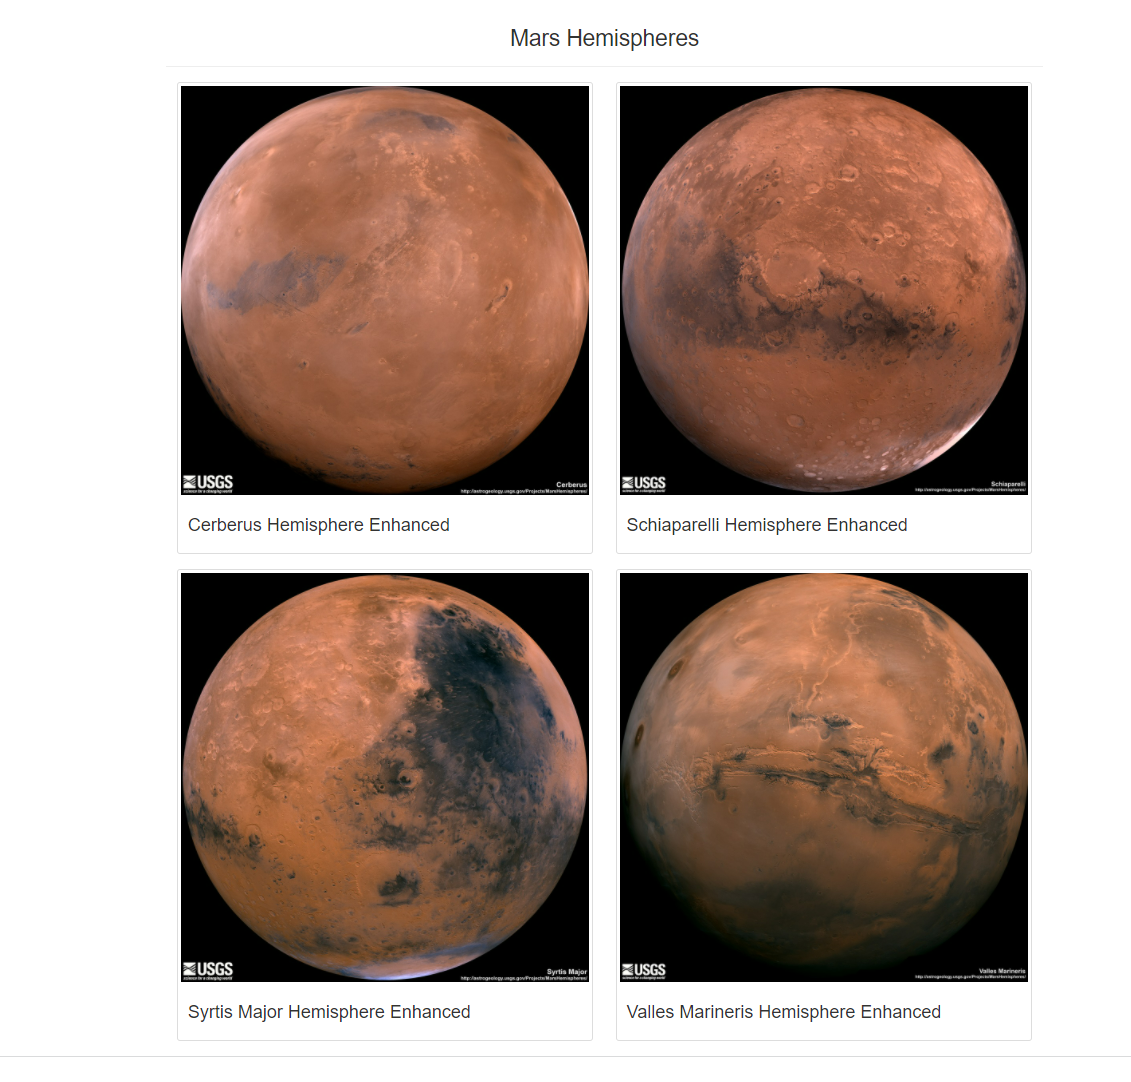 Mars Hemispheres
USGS
science for a changing world
Cerberus
http://astrogeology.usgs.gov/Projects/MarsHemispheres/
Cerberus Hemisphere Enhanced
USGS
science for a changing world
Schiaparelli
http://astrogeology.usgs.gov/Projects/MarsHemispheres/
Schiaparelli Hemisphere Enhanced
USGS
science for a changing world
Syrtis Major
http://astrogeology.usgs.gov/Projects/MarsHemispheres/
Syrtis Major Hemisphere Enhanced
USGS
science for a changing world
Valles Marineris
http://astrogeology.usgs.gov/Projects/MarsHemispheres/
Valles Marineris Hemisphere Enhanced